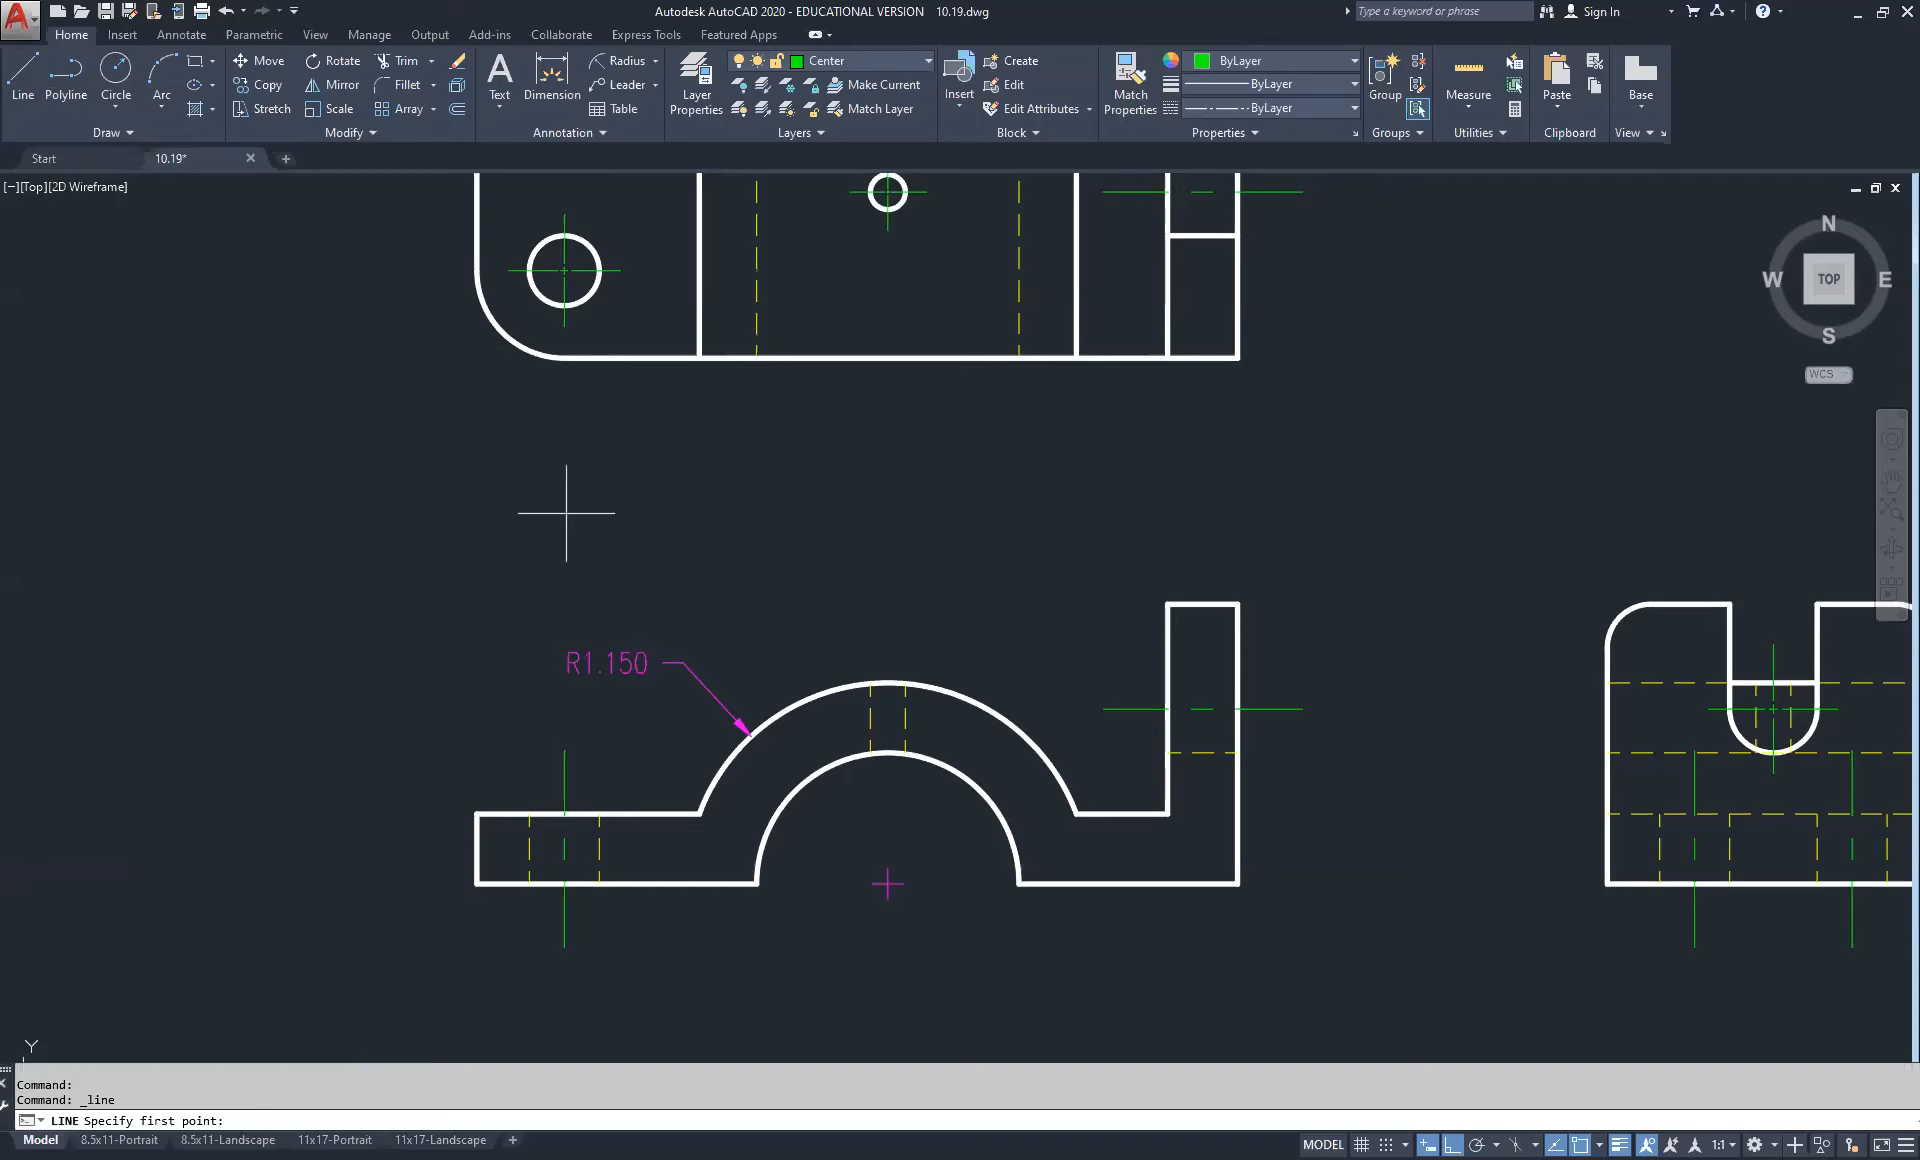 Autodesk AutoCAD 2020 - EDUCATIONAL VERSION 10.19.dwg
Type a keyword or phrase
Sign In
Home Insert Annotate Parametric View Manage Output Add-ins Collaborate Express Tools Featured Apps
Line Polyline Circle Arc
Draw
Move Rotate Trim
Copy Mirror Fillet
Stretch Scale Array
Modify
Text Dimension
Radius
Leader
Table
Annotation
Layer Properties
Center
Make Current
Match Layer
Layers
Insert
Create
Edit
Edit Attributes
Block
Match Properties
ByLayer
ByLayer
ByLayer
Properties
Group
Groups
Measure
Utilities
Paste
Clipboard
Base
View
Start
10.19*
[−][Top][2D Wireframe]
N
W TOP E
S
WCS
R1.150
Y
Command:
Command: _line
LINE Specify first point:
Model 8.5x11-Portrait 8.5x11-Landscape 11x17-Portrait 11x17-Landscape +
MODEL
1:1